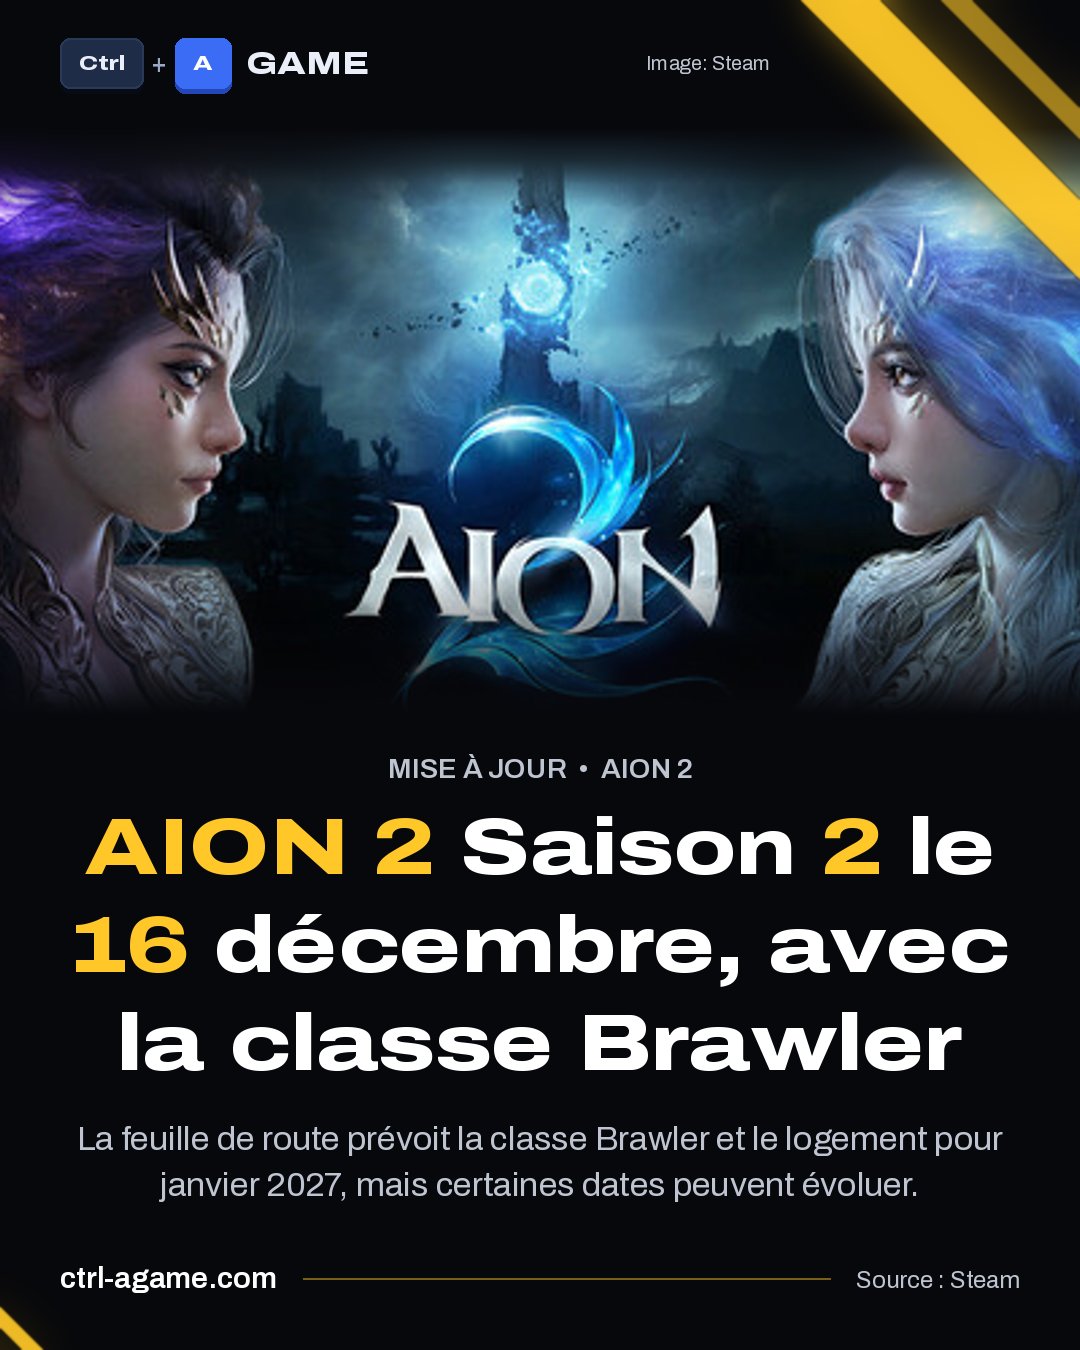 Ctrl + A GAME
Image: Steam
AION 2
MISE À JOUR • AION 2
AION 2 Saison 2 le
16 décembre, avec
la classe Brawler
La feuille de route prévoit la classe Brawler et le logement pour
janvier 2027, mais certaines dates peuvent évoluer.
ctrl-agame.com
Source : Steam